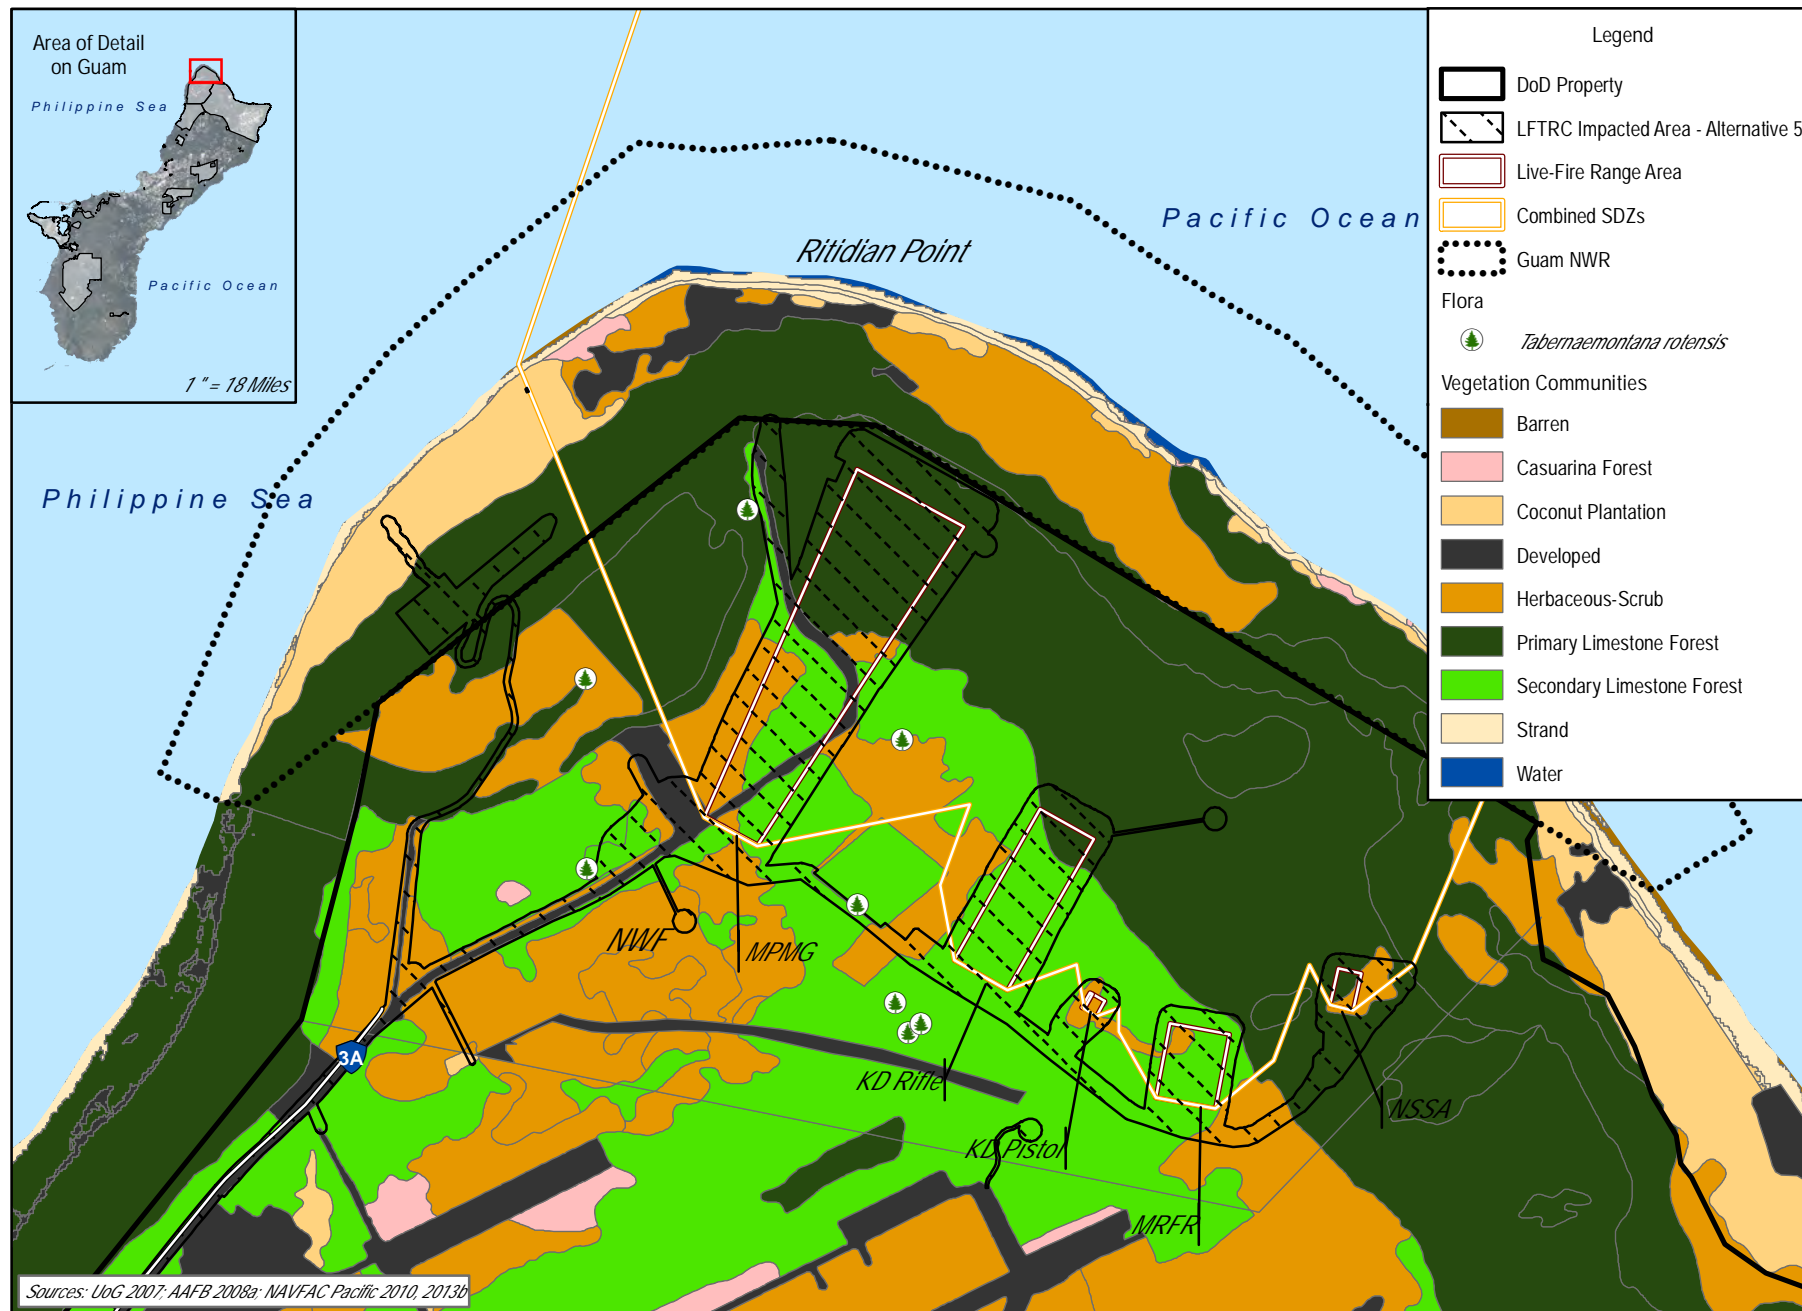 Area of Detail
on Guam
Philippine Sea
Pacific Ocean
1 " = 18 Miles
Legend
DoD Property
LFTRC Impacted Area - Alternative 5
Live-Fire Range Area
Combined SDZs
Guam NWR
Flora
Tabernaemontana rotensis
Vegetation Communities
Barren
Casuarina Forest
Coconut Plantation
Developed
Herbaceous-Scrub
Primary Limestone Forest
Secondary Limestone Forest
Strand
Water
Pacific Ocean
Ritidian Point
Philippine Sea
NWF
MPMG
3A
KD Rifle
KD Pistol
NSSA
MRFR
Sources: UoG 2007; AAFB 2008a; NAVFAC Pacific 2010, 2013b